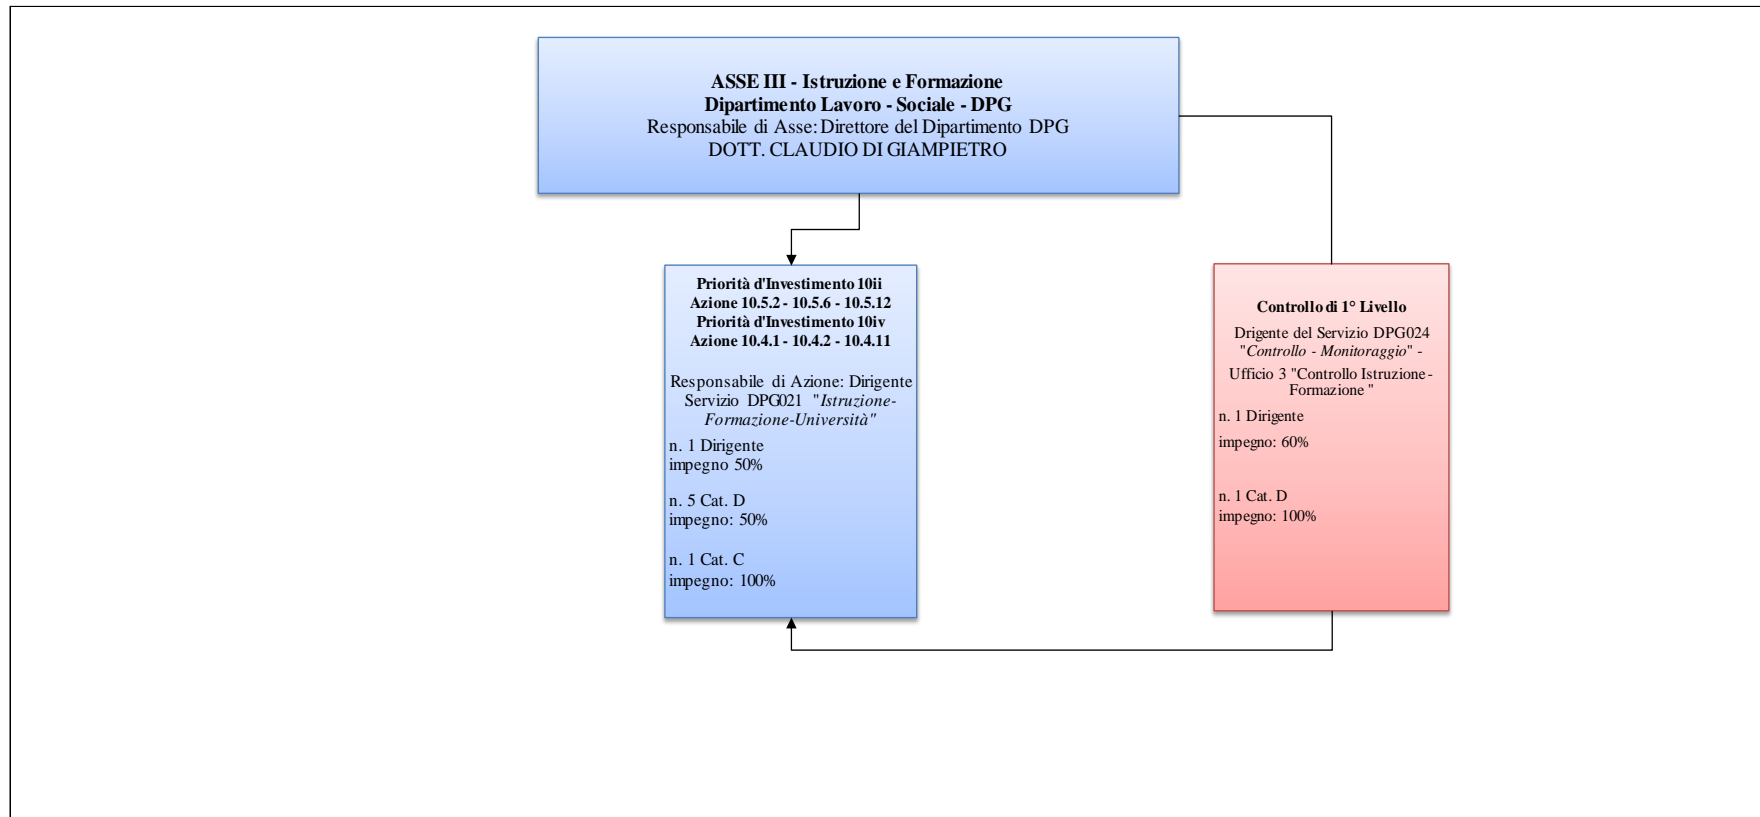 ASSE III - Istruzione e Formazione
Dipartimento Lavoro - Sociale - DPG
Responsabile di Asse: Direttore del Dipartimento DPG
DOTT. CLAUDIO DI GIAMPIETRO
Priorità d'Investimento 10ii
Azione 10.5.2 - 10.5.6 - 10.5.12
Priorità d'Investimento 10iv
Azione 10.4.1 - 10.4.2 - 10.4.11
Responsabile di Azione: Dirigente
Servizio DPG021 "Istruzione-
Formazione-Università"
n. 1 Dirigente
impegno 50%
n. 5 Cat. D
impegno: 50%
n. 1 Cat. C
impegno: 100%
Controllo di 1° Livello
Drigente del Servizio DPG024
"Controllo - Monitoraggio" -
Ufficio 3 "Controllo Istruzione-
Formazione "
n. 1 Dirigente
impegno: 60%
n. 1 Cat. D
impegno: 100%